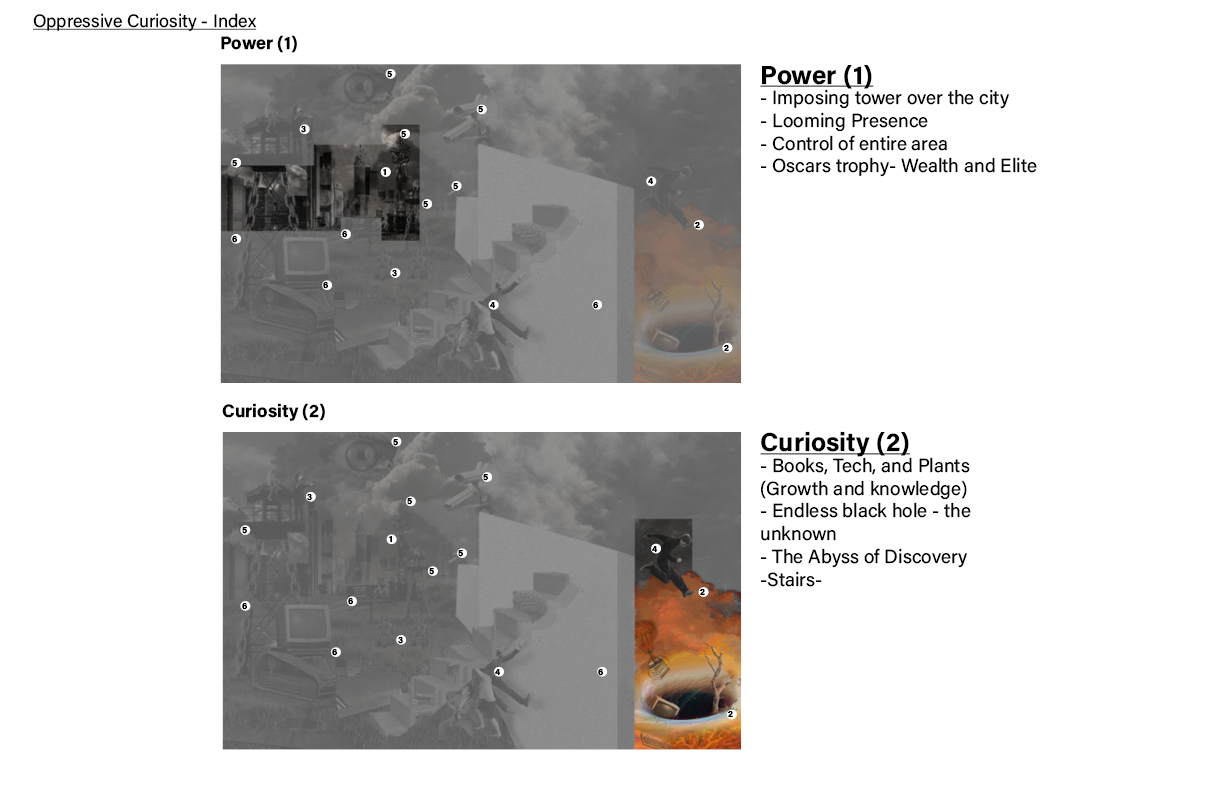 Oppressive Curiosity - Index
Power (1)
5
5
3
5
5
1
4
5
5
2
6
6
3
6
4
6
2
Power (1)
- Imposing tower over the city
- Looming Presence
- Control of entire area
- Oscars trophy- Wealth and Elite
Curiosity (2)
5
5
3
5
5
1
4
5
5
2
6
6
3
6
4
6
2
Curiosity (2)
- Books, Tech, and Plants
(Growth and knowledge)
- Endless black hole - the
unknown
- The Abyss of Discovery
-Stairs-